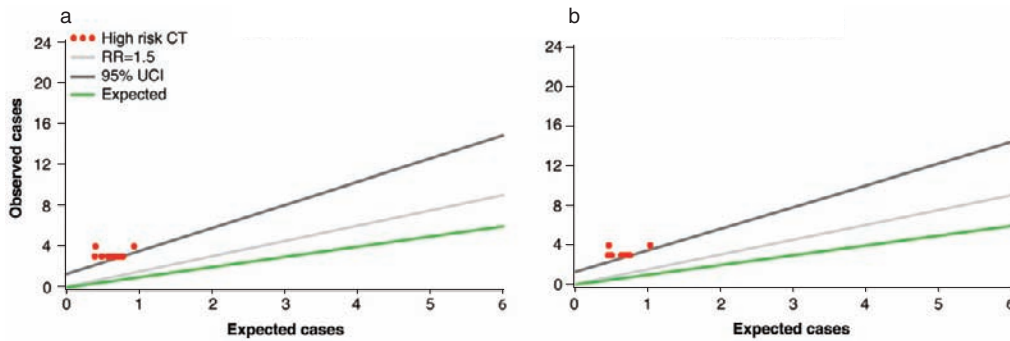 a
High risk CT
RR=1.5
95% UCI
Expected
24
20
16
12
8
4
0
Observed cases
0 1 2 3 4 5 6
Expected cases
b
24
20
16
12
8
4
0
0 1 2 3 4 5 6
Expected cases